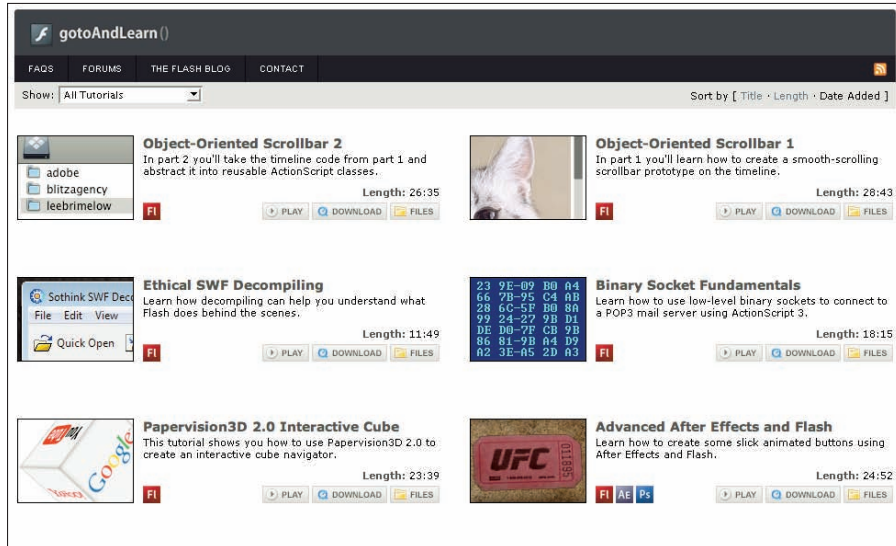 gotoAndLearn()
FAQS FORUMS THE FLASH BLOG CONTACT
Show: All Tutorials
Sort by [ Title · Length · Date Added ]
adobe
blitzagency
leebrimelow
Object-Oriented Scrollbar 2
In part 2 you'll take the timeline code from part 1 and
abstract it into reusable ActionScript classes.
Length: 26:35
Fl
PLAY DOWNLOAD FILES
Object-Oriented Scrollbar 1
In part 1 you'll learn how to create a smooth-scrolling
scrollbar prototype on the timeline.
Length: 28:43
Fl
PLAY DOWNLOAD FILES
Sothink SWF Deco
File Edit View
Quick Open
Ethical SWF Decompiling
Learn how decompiling can help you understand what
Flash does behind the scenes.
Length: 11:49
Fl
PLAY DOWNLOAD FILES
23 9E-09 B0 A4
66 7B-95 C4 AB
28 6C-5F B0 8A
99 24-27 9B D1
DE D0-7F CB 9B
86 81-9B A4 D9
A2 3E-A5 2D A3
Binary Socket Fundamentals
Learn how to use low-level binary sockets to connect to
a POP3 mail server using ActionScript 3.
Length: 18:15
Fl
PLAY DOWNLOAD FILES
Google
Papervision3D 2.0 Interactive Cube
This tutorial shows you how to use Papervision3D 2.0 to
create an interactive cube navigator.
Length: 23:39
Fl
PLAY DOWNLOAD FILES
UFC
Advanced After Effects and Flash
Learn how to create some slick animated buttons using
After Effects and Flash.
Length: 24:52
Fl AE Ps
PLAY DOWNLOAD FILES